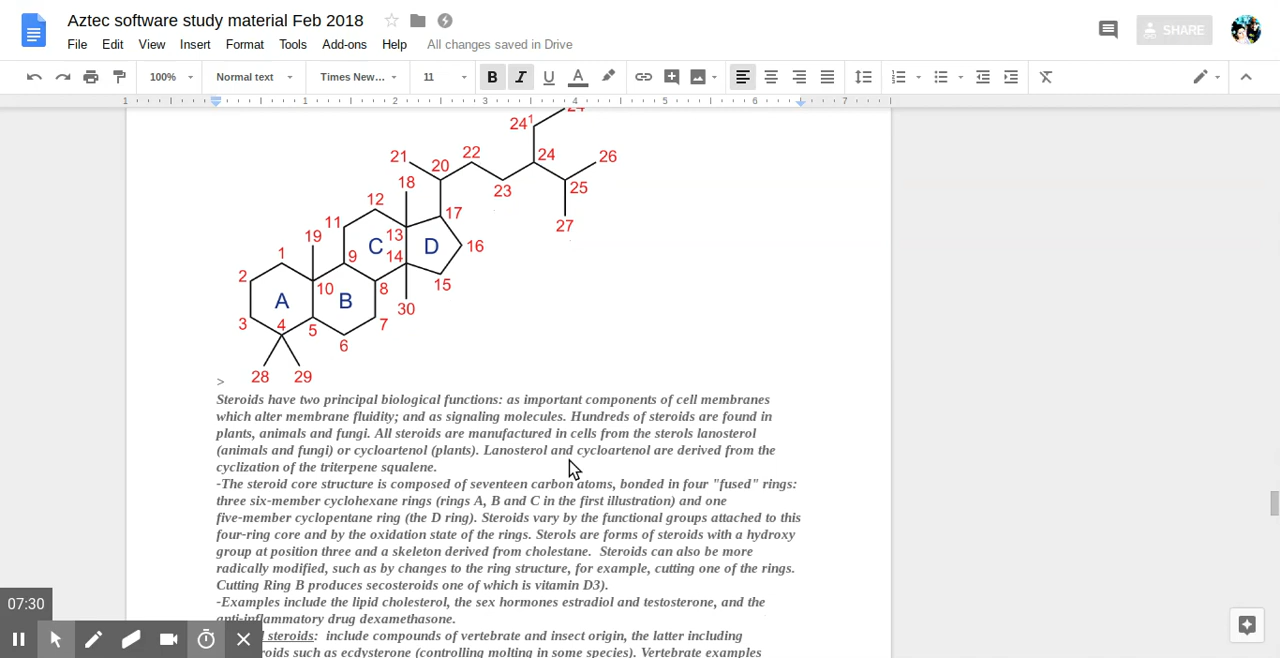 Aztec software study material Feb 2018
File Edit View Insert Format Tools Add-ons Help All changes saved in Drive
SHARE
100% Normal text Times New... 11
1 1 2 3 4 5 6 7
24
24¹
21 20 22 24 26
18 23 25
12 17 27
11 13 C D 16
19 9 14
1 15
2 10 8 30
A B
3 4 5 7
6
28 29
>
Steroids have two principal biological functions: as important components of cell membranes
which alter membrane fluidity; and as signaling molecules. Hundreds of steroids are found in
plants, animals and fungi. All steroids are manufactured in cells from the sterols lanosterol
(animals and fungi) or cycloartenol (plants). Lanosterol and cycloartenol are derived from the
cyclization of the triterpene squalene.
-The steroid core structure is composed of seventeen carbon atoms, bonded in four "fused" rings:
three six-member cyclohexane rings (rings A, B and C in the first illustration) and one
five-member cyclopentane ring (the D ring). Steroids vary by the functional groups attached to this
four-ring core and by the oxidation state of the rings. Sterols are forms of steroids with a hydroxy
group at position three and a skeleton derived from cholestane. Steroids can also be more
radically modified, such as by changes to the ring structure, for example, cutting one of the rings.
Cutting Ring B produces secosteroids one of which is vitamin D3).
-Examples include the lipid cholesterol, the sex hormones estradiol and testosterone, and the
anti-inflammatory drug dexamethasone.
steroids: include compounds of vertebrate and insect origin, the latter including
roids such as ecdysterone (controlling molting in some species). Vertebrate examples
07:30